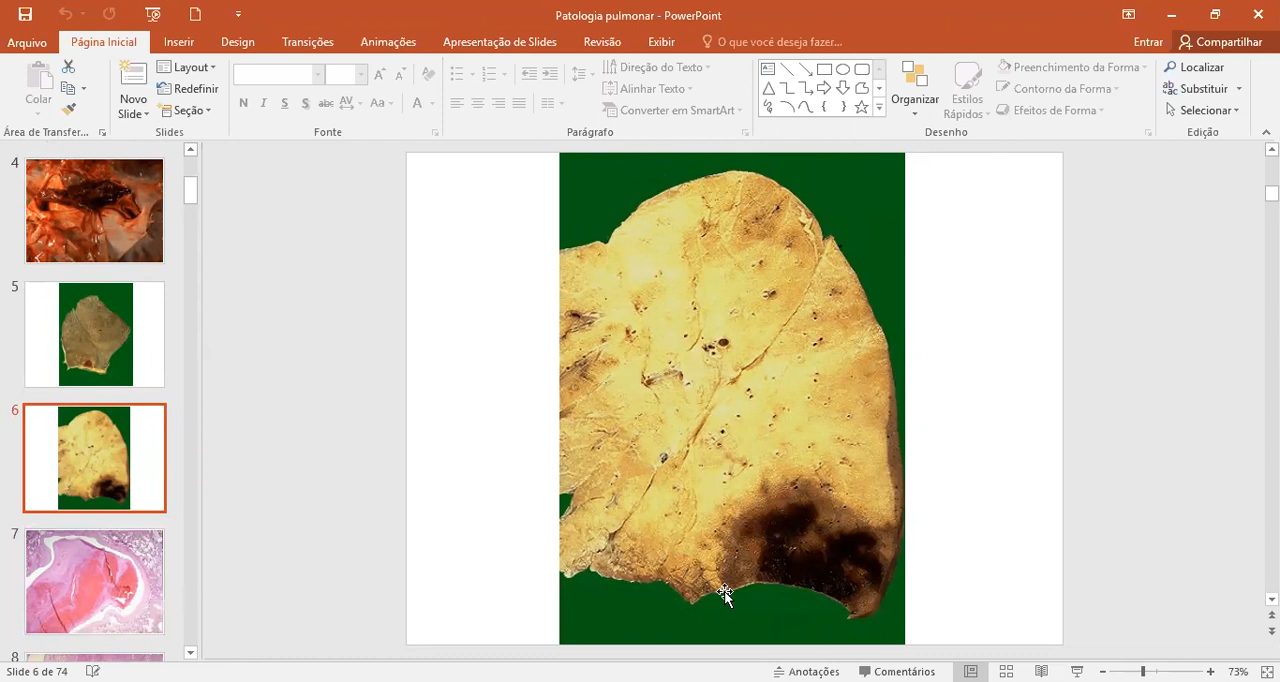 Patologia pulmonar - PowerPoint
Arquivo Página Inicial Inserir Design Transições Animações Apresentação de Slides Revisão Exibir O que você deseja fazer... Entrar Compartilhar
Colar
Novo Slide
Layout
Redefinir
Seção
N I S S abc AV Aa A
Direção do Texto
Alinhar Texto
Converter em SmartArt
Organizar
Estilos Rápidos
Preenchimento da Forma
Contorno da Forma
Efeitos de Forma
Localizar
Substituir
Selecionar
Área de Transfer... Slides Fonte Parágrafo Desenho Edição
4
5
6
7
8
Slide 6 de 74 Anotações Comentários 73%